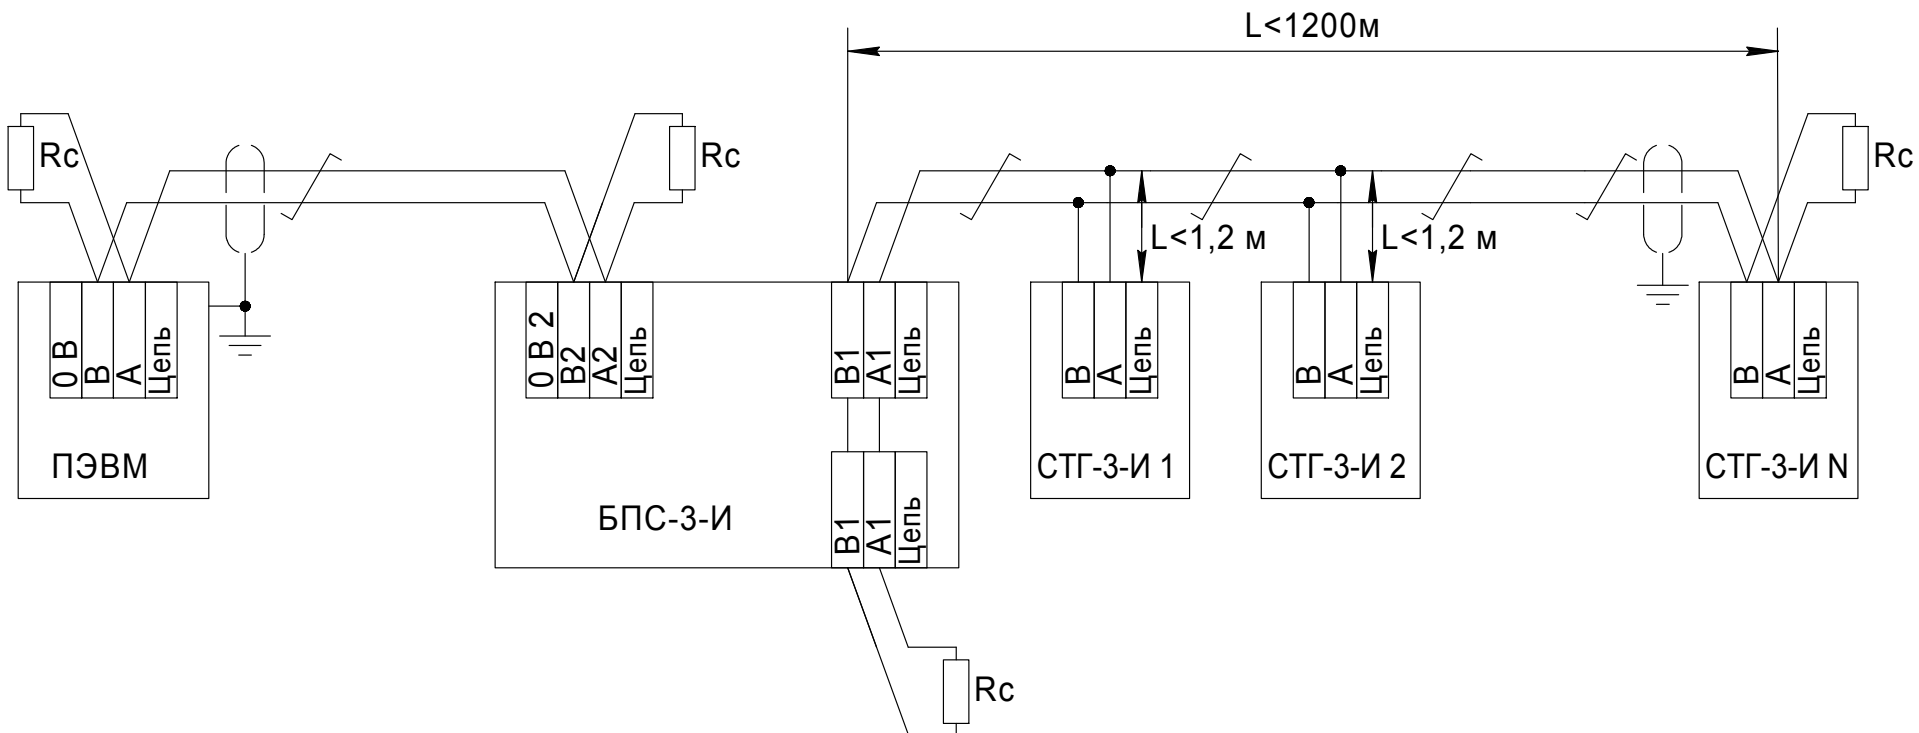 L<1200м
Rc
Rc
Rc
L<1,2 м
L<1,2 м
0 В
В
А
Цепь
ПЭВМ
0 В 2
В2
А2
Цепь
В1
А1
Цепь
В1
А1
Цепь
БПС-3-И
В
А
Цепь
СТГ-3-И 1
В
А
Цепь
СТГ-3-И 2
В
А
Цепь
СТГ-3-И N
Rc